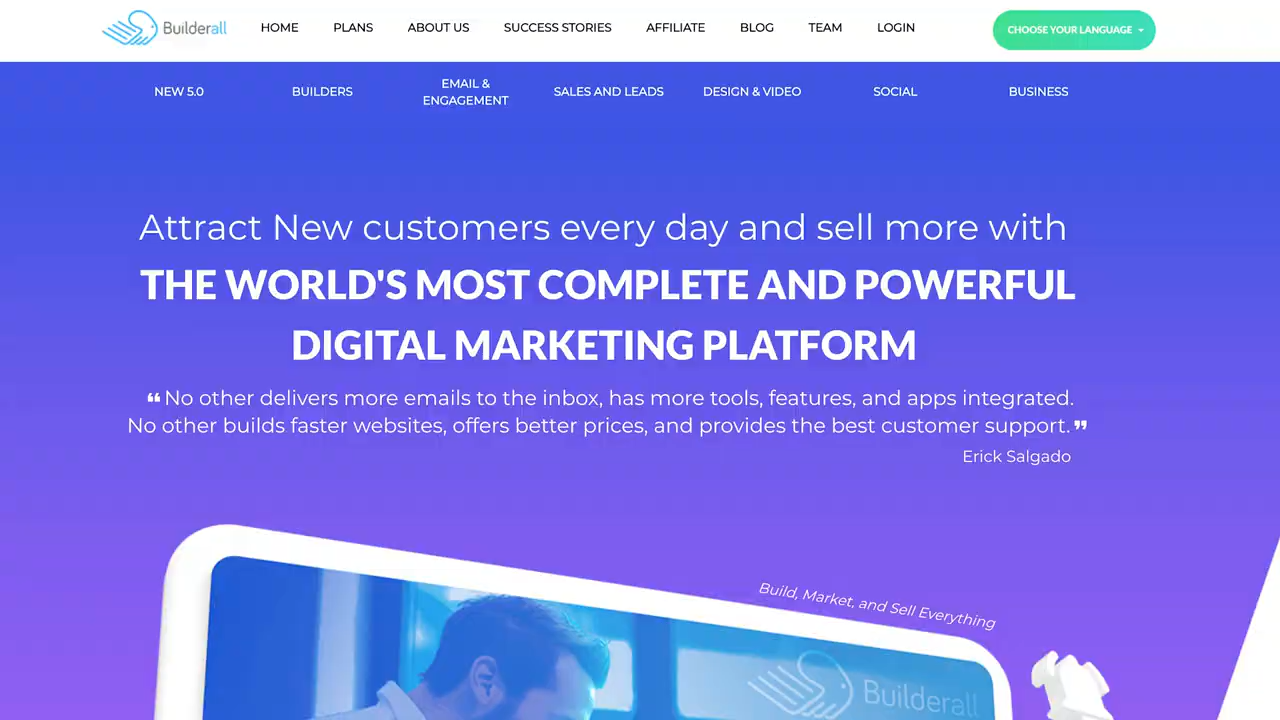 Builderall
HOME PLANS ABOUT US SUCCESS STORIES AFFILIATE BLOG TEAM LOGIN
CHOOSE YOUR LANGUAGE
NEW 5.0 BUILDERS EMAIL & ENGAGEMENT SALES AND LEADS DESIGN & VIDEO SOCIAL BUSINESS
Attract New customers every day and sell more with
THE WORLD'S MOST COMPLETE AND POWERFUL
DIGITAL MARKETING PLATFORM
❝No other delivers more emails to the inbox, has more tools, features, and apps integrated.
No other builds faster websites, offers better prices, and provides the best customer support.❞
Erick Salgado
Build, Market, and Sell Everything
Builderall